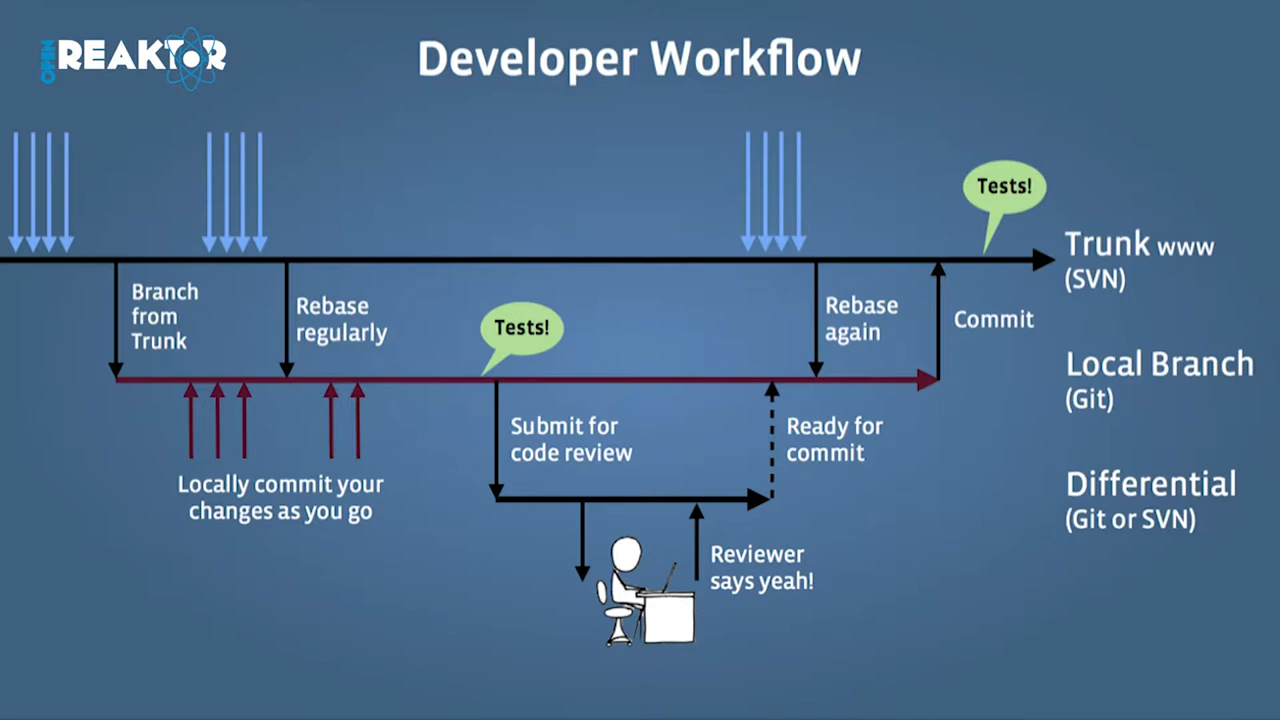 OPEN REAKTOR
Developer Workflow
Tests!
Trunk www
(SVN)
Branch
from
Trunk
Rebase
regularly
Tests!
Rebase
again
Commit
Local Branch
(Git)
Submit for
code review
Ready for
commit
Locally commit your
changes as you go
Differential
(Git or SVN)
Reviewer
says yeah!